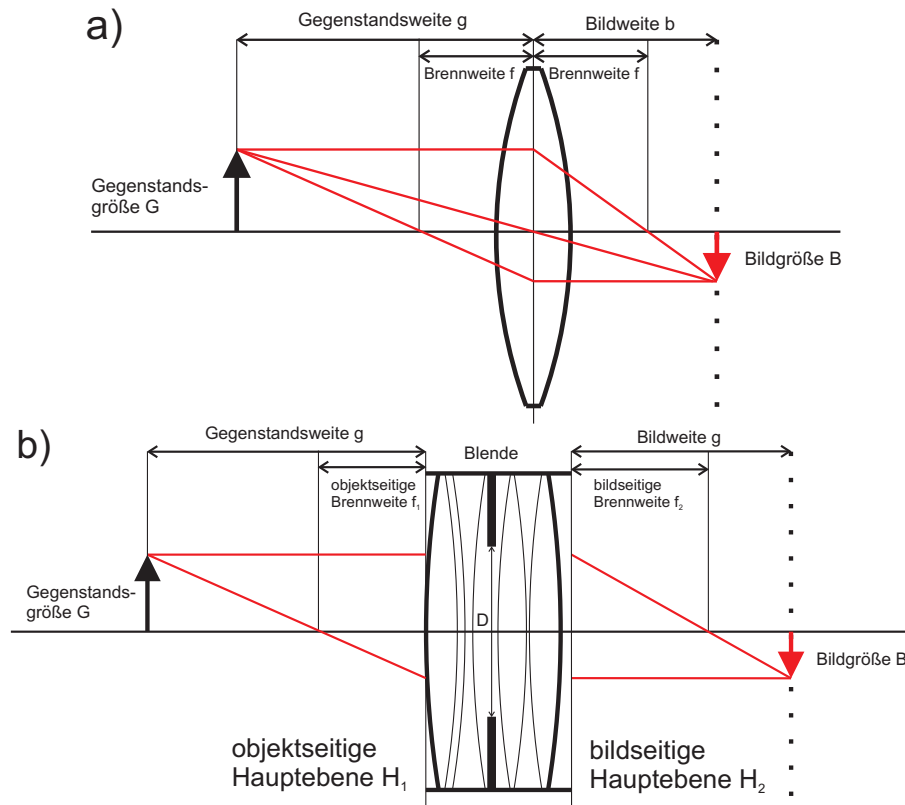 a)
Gegenstandsweite g
Bildweite b
Brennweite f
Brennweite f
Gegenstands-
größe G
Bildgröße B
b)
Gegenstandsweite g
Blende
Bildweite g
objektseitige
Brennweite f₁
bildseitige
Brennweite f₂
Gegenstands-
größe G
D
Bildgröße B
objektseitige
Hauptebene H₁
bildseitige
Hauptebene H₂